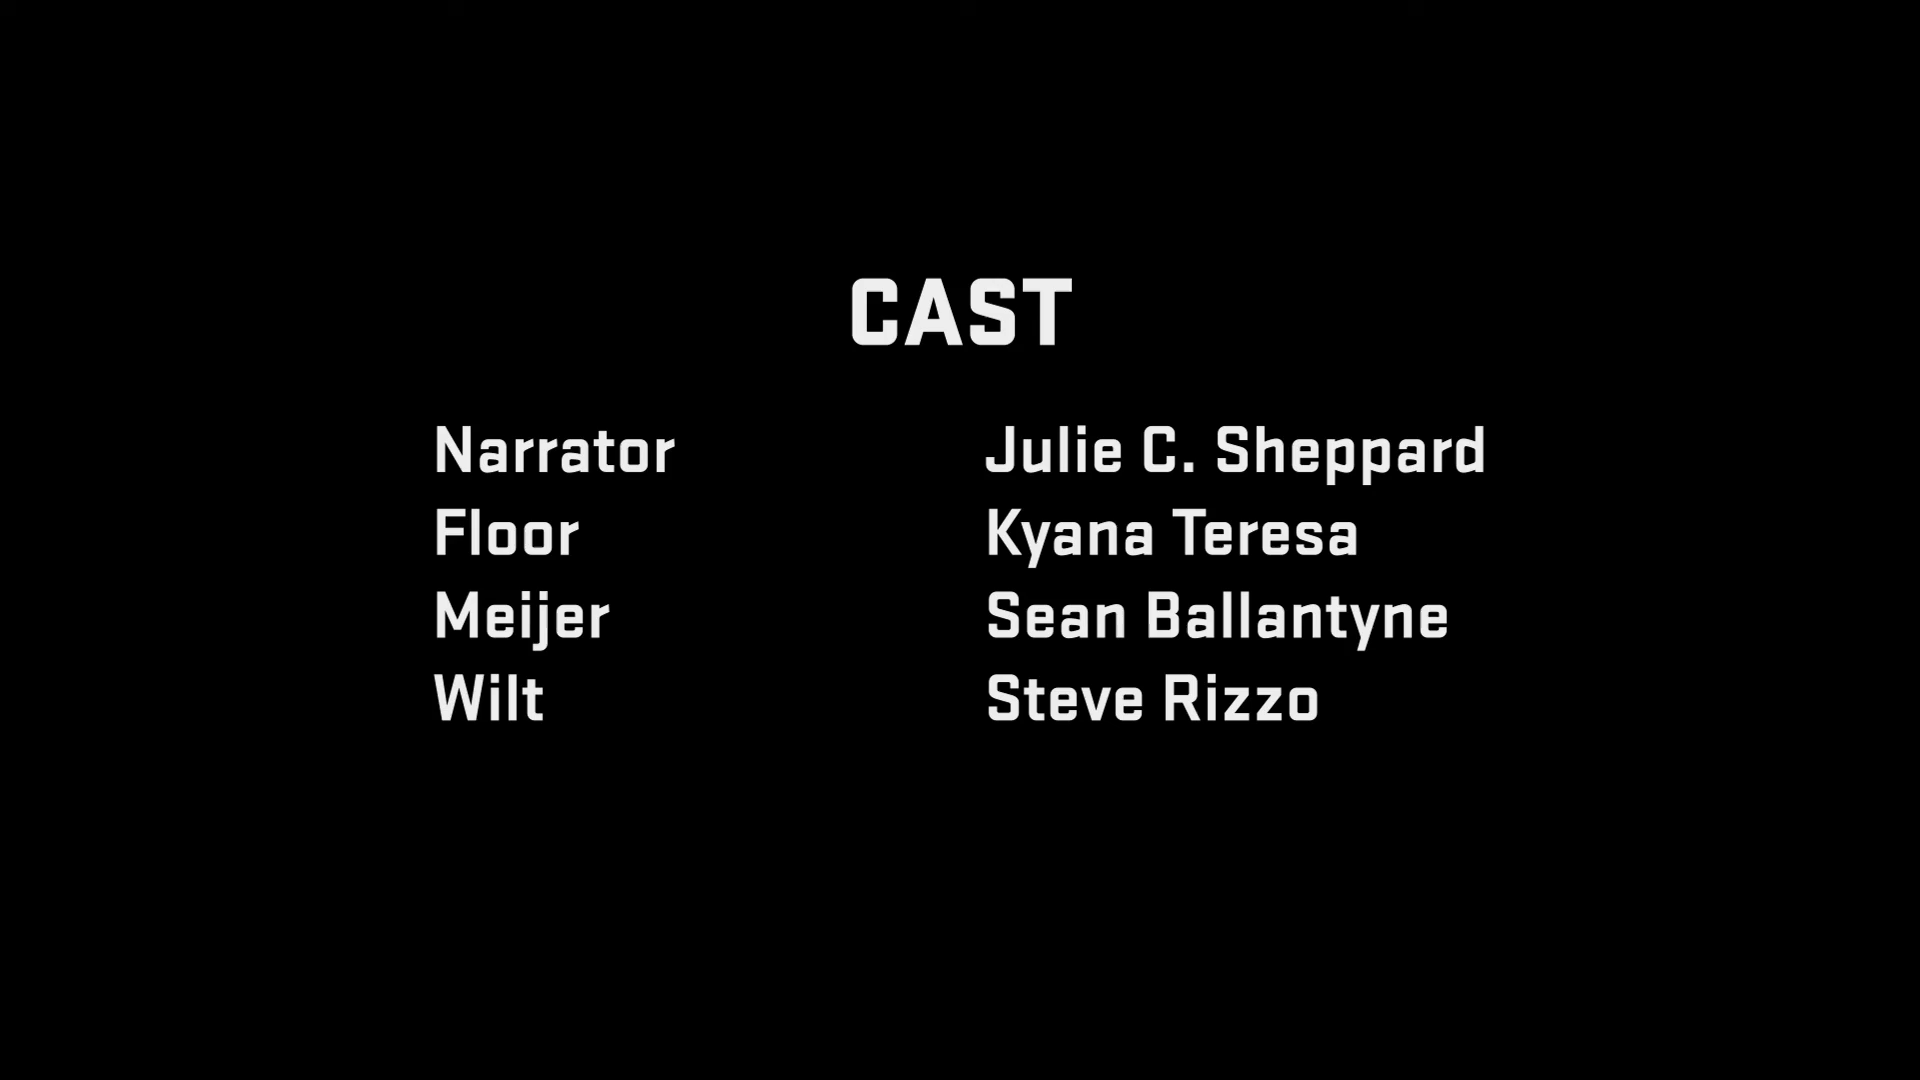 CAST
Narrator Julie C. Sheppard
Floor Kyana Teresa
Meijer Sean Ballantyne
Wilt Steve Rizzo